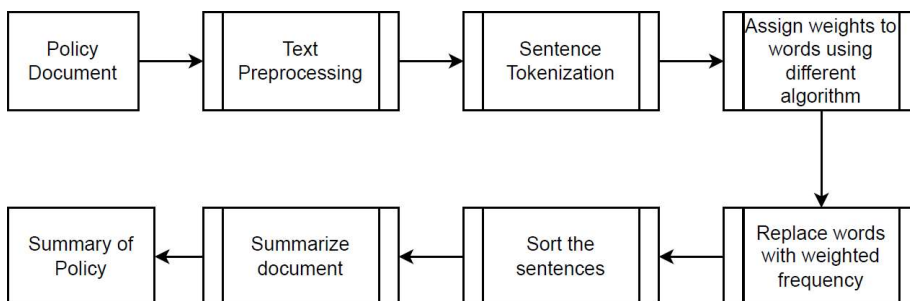 Policy
Document
Text
Preprocessing
Sentence
Tokenization
Assign weights to
words using
different
algorithm
Replace words
with weighted
frequency
Sort the
sentences
Summarize
document
Summary of
Policy